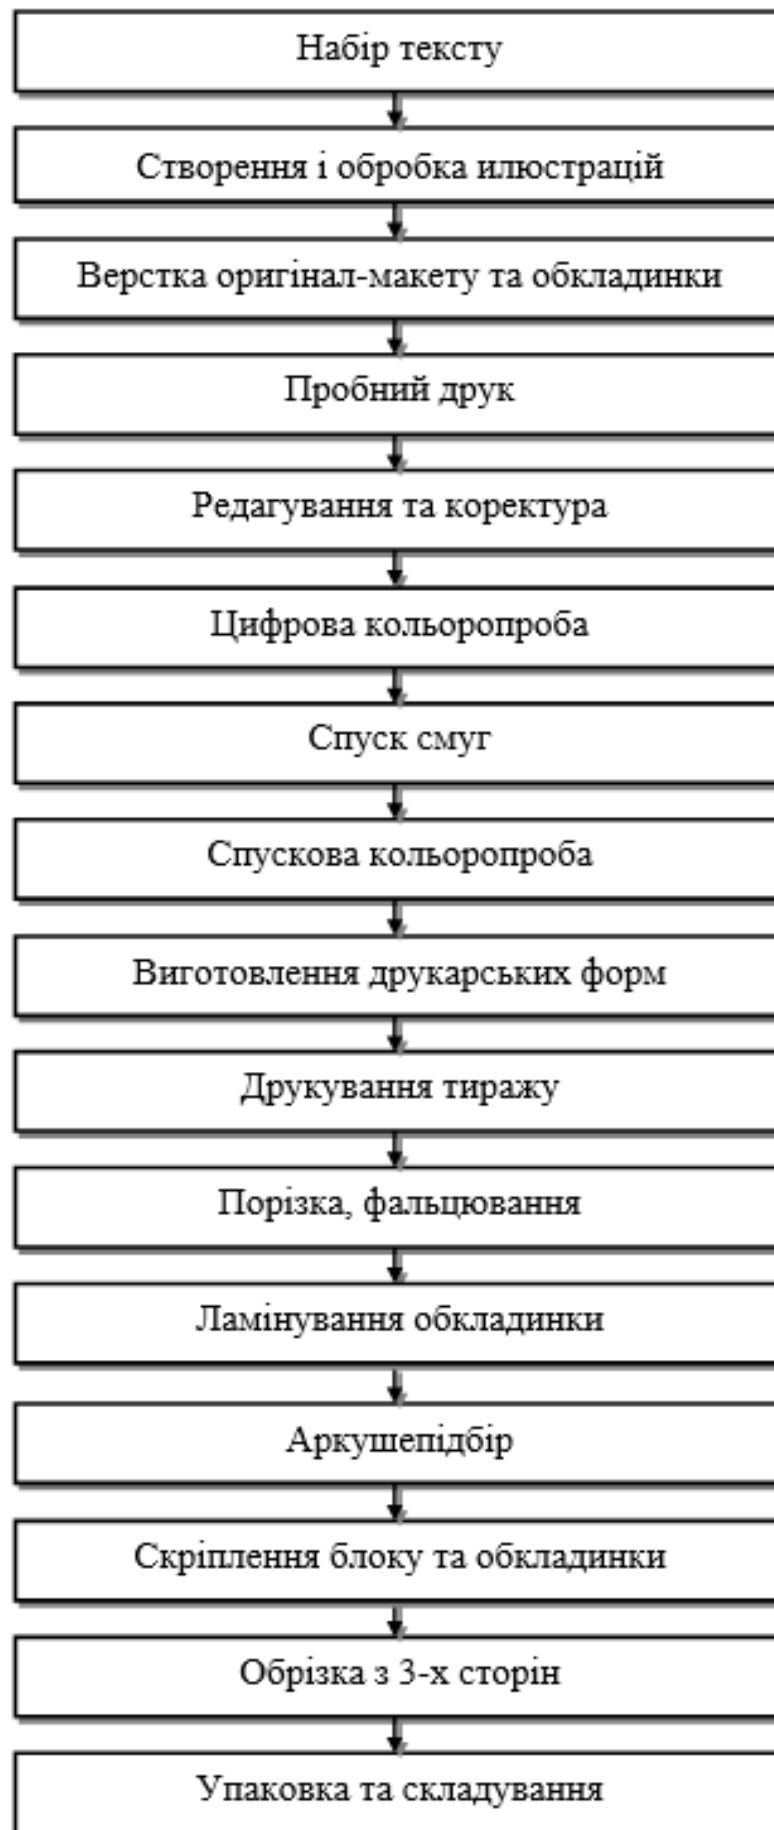 Набір тексту
Створення і обробка илюстрацій
Верстка оригінал-макету та обкладинки
Пробний друк
Редагування та коректура
Цифрова кольоропроба
Спуск смуг
Спускова кольоропроба
Виготовлення друкарських форм
Друкування тиражу
Порізка, фальцювання
Ламінування обкладинки
Аркушепідбір
Скріплення блоку та обкладинки
Обрізка з 3-х сторін
Упаковка та складування